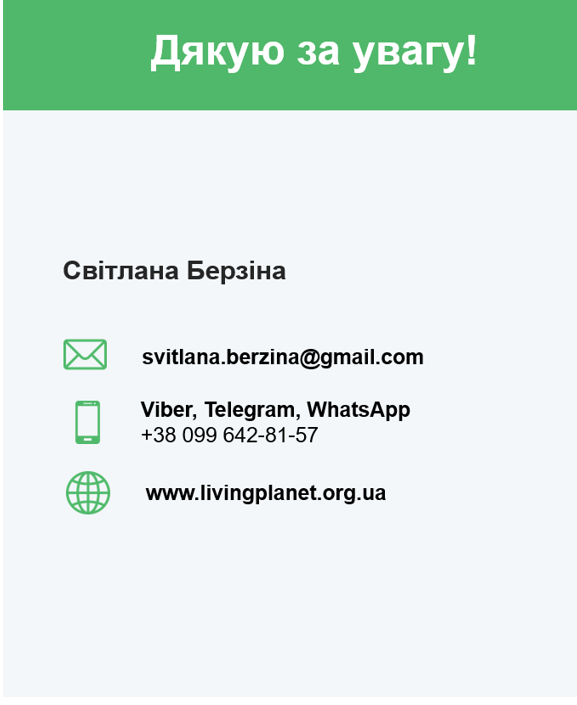 Дякую за увагу!
Світлана Берзіна
svitlana.berzina@gmail.com
Viber, Telegram, WhatsApp
+38 099 642-81-57
www.livingplanet.org.ua